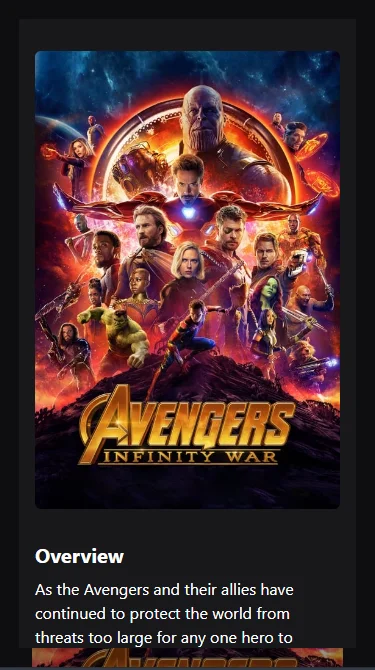 AVENGERS
INFINITY WAR
Overview
As the Avengers and their allies have
continued to protect the world from
threats too large for any one hero to
AVENGERS